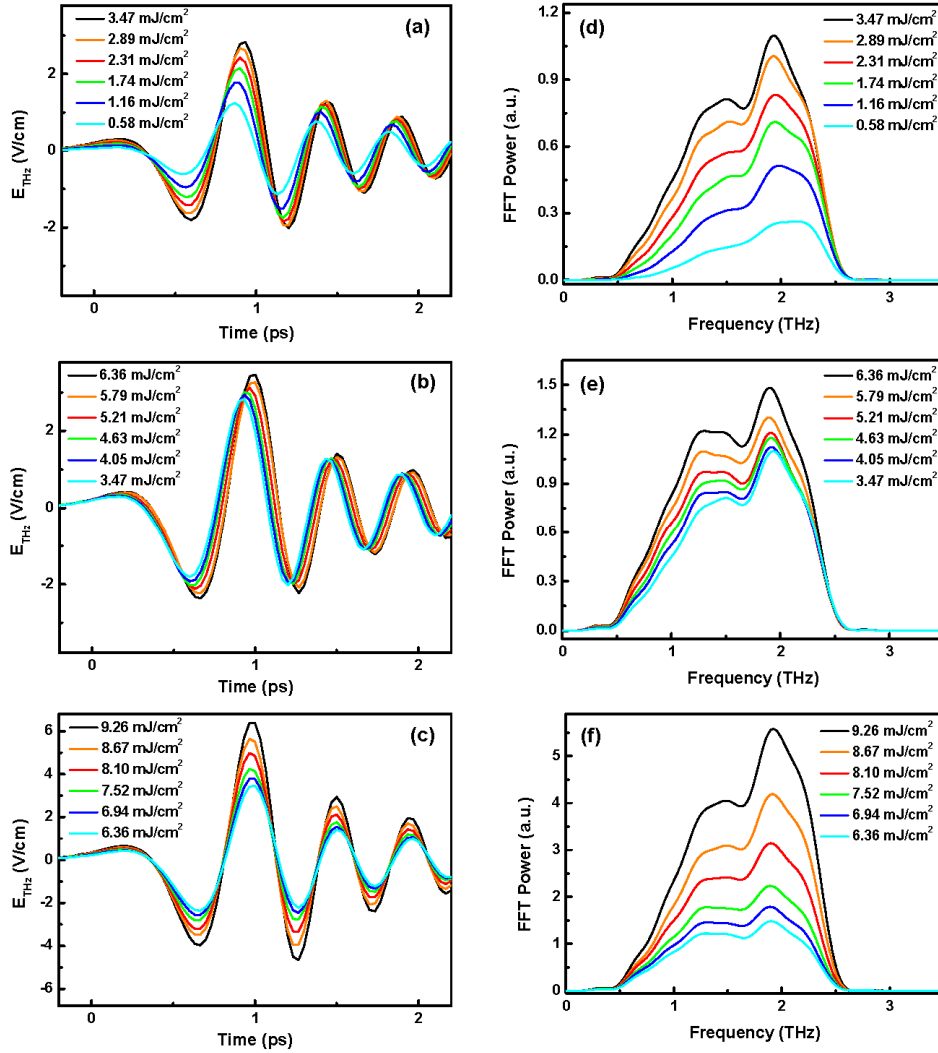 (a)
3.47 mJ/cm²
2.89 mJ/cm²
2.31 mJ/cm²
1.74 mJ/cm²
1.16 mJ/cm²
0.58 mJ/cm²
2
0
-2
E_THz (V/cm)
0 1 2
Time (ps)
(d)
3.47 mJ/cm²
2.89 mJ/cm²
2.31 mJ/cm²
1.74 mJ/cm²
1.16 mJ/cm²
0.58 mJ/cm²
1.2
0.9
0.6
0.3
0.0
FFT Power (a.u.)
0 1 2 3
Frequency (THz)
(b)
6.36 mJ/cm²
5.79 mJ/cm²
5.21 mJ/cm²
4.63 mJ/cm²
4.05 mJ/cm²
3.47 mJ/cm²
2
0
-2
E_THz (V/cm)
0 1 2
Time (ps)
(e)
6.36 mJ/cm²
5.79 mJ/cm²
5.21 mJ/cm²
4.63 mJ/cm²
4.05 mJ/cm²
3.47 mJ/cm²
1.5
1.2
0.9
0.6
0.3
0.0
FFT Power (a.u.)
0 1 2 3
Frequency (THz)
(c)
9.26 mJ/cm²
8.67 mJ/cm²
8.10 mJ/cm²
7.52 mJ/cm²
6.94 mJ/cm²
6.36 mJ/cm²
6
4
2
0
-2
-4
-6
E_THz (V/cm)
0 1 2
Time (ps)
(f)
9.26 mJ/cm²
8.67 mJ/cm²
8.10 mJ/cm²
7.52 mJ/cm²
6.94 mJ/cm²
6.36 mJ/cm²
5
4
3
2
1
0
FFT Power (a.u.)
0 1 2 3
Frequency (THz)